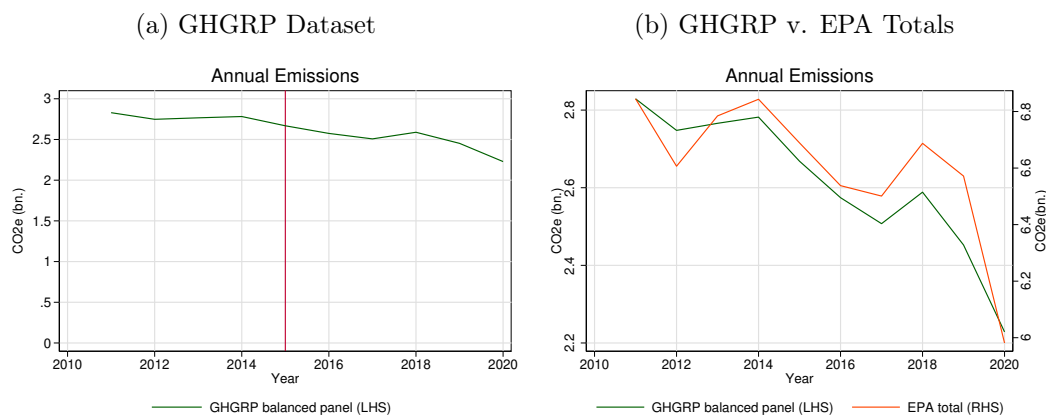 (a) GHGRP Dataset
Annual Emissions
3
2.5
2
1.5
1
.5
0
CO2e (bn.)
2010 2012 2014 2016 2018 2020
Year
GHGRP balanced panel (LHS)
(b) GHGRP v. EPA Totals
Annual Emissions
2.8
2.6
2.4
2.2
CO2e (bn.)
6.8
6.6
6.4
6.2
6
CO2e(bn.)
2010 2012 2014 2016 2018 2020
Year
GHGRP balanced panel (LHS) EPA total (RHS)